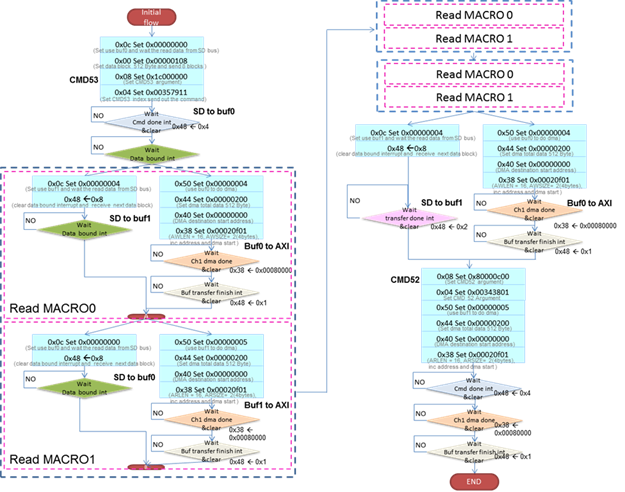 Initial
flow
0x0c Set 0x00000000
(Set use buf0 and wait the read data from SD bus)
0x00 Set 0x00000108
(Set data block 512 Byte and send 8 blocks)
0x08 Set 0x1c000000
(Set CMD53 argument)
0x04 Set 0x00357911
(Set CMD53 index send out the command)
CMD53
SD to buf0
NO
Wait
Cmd done int
&clear
0x48 ← 0x4
NO
Wait
Data bound int
0x0c Set 0x00000004
(Set use buf1 and wait the read data from SD bus)
0x48 ←0x8
(clear data bound interrupt and receive next data block)
SD to buf1
NO
Wait
Data bound int
0x50 Set 0x00000004
(use buf0 to do dma)
0x44 Set 0x00000200
(Set dma total data 512 Byte)
0x40 Set 0x00000000
(DMA destination start address)
0x38 Set 0x00020f01
(AWLEN = 16, AWSIZE= 2(4bytes),
inc address and dma start )
Buf0 to AXI
NO
Wait
Ch1 dma done
&clear
0x38 ← 0x00080000
NO
Wait
Buf transfer finish int
&clear
0x48 ← 0x1
Read MACRO0
0x0c Set 0x00000000
(Set use buf0 and wait the read data from SD bus)
0x48 ←0x8
(clear data bound interrupt and receive next data block)
SD to buf0
NO
Wait
Data bound int
0x50 Set 0x00000005
(use buf1 to do dma)
0x44 Set 0x00000200
(Set dma total data 512 Byte)
0x40 Set 0x00000000
(DMA destination start address)
0x38 Set 0x00020f01
(ARLEN = 16, ARSIZE= 2(4bytes),
inc address and dma start )
Buf1 to AXI
NO
Wait
Ch1 dma done
&clear
0x38 ←
0x00080000
NO
Wait
Buf transfer finish int
&clear
0x48 ← 0x1
Read MACRO1
Read MACRO 0
Read MACRO 1
Read MACRO 0
Read MACRO 1
0x0c Set 0x00000004
(Set use buf1 and wait the read data from SD bus)
0x48 ←0x8
(clear data bound interrupt and receive next data block)
SD to buf1
NO
Wait
transfer done int
&clear
0x48 ← 0x2
0x50 Set 0x00000004
(use buf0 to do dma)
0x44 Set 0x00000200
(Set dma total data 512 Byte)
0x40 Set 0x00000000
(DMA destination start address)
0x38 Set 0x00020f01
(AWLEN = 16, AWSIZE= 2(4bytes),
inc address and dma start )
Buf0 to AXI
NO
Wait
Ch1 dma done
&clear
0x38 ← 0x00080000
NO
Wait
Buf transfer finish int
&clear
0x48 ← 0x1
CMD52
0x08 Set 0x80000c00
(Set CMD52 argument)
0x04 Set 0x00343801
(Set CMD 52 Argument
0x50 Set 0x00000005
(use buf1 to do dma)
0x44 Set 0x00000200
(Set dma total data 512 Byte)
0x40 Set 0x00000000
(DMA destination start address)
0x38 Set 0x00020f01
(ARLEN = 16, ARSIZE= 2(4bytes),
inc address and dma start )
NO
Wait
Cmd done int
&clear
0x48 ← 0x4
NO
Wait
Ch1 dma done
&clear
0x38 ←
0x00080000
NO
Wait
Buf transfer finish int
&clear
0x48 ← 0x1
END